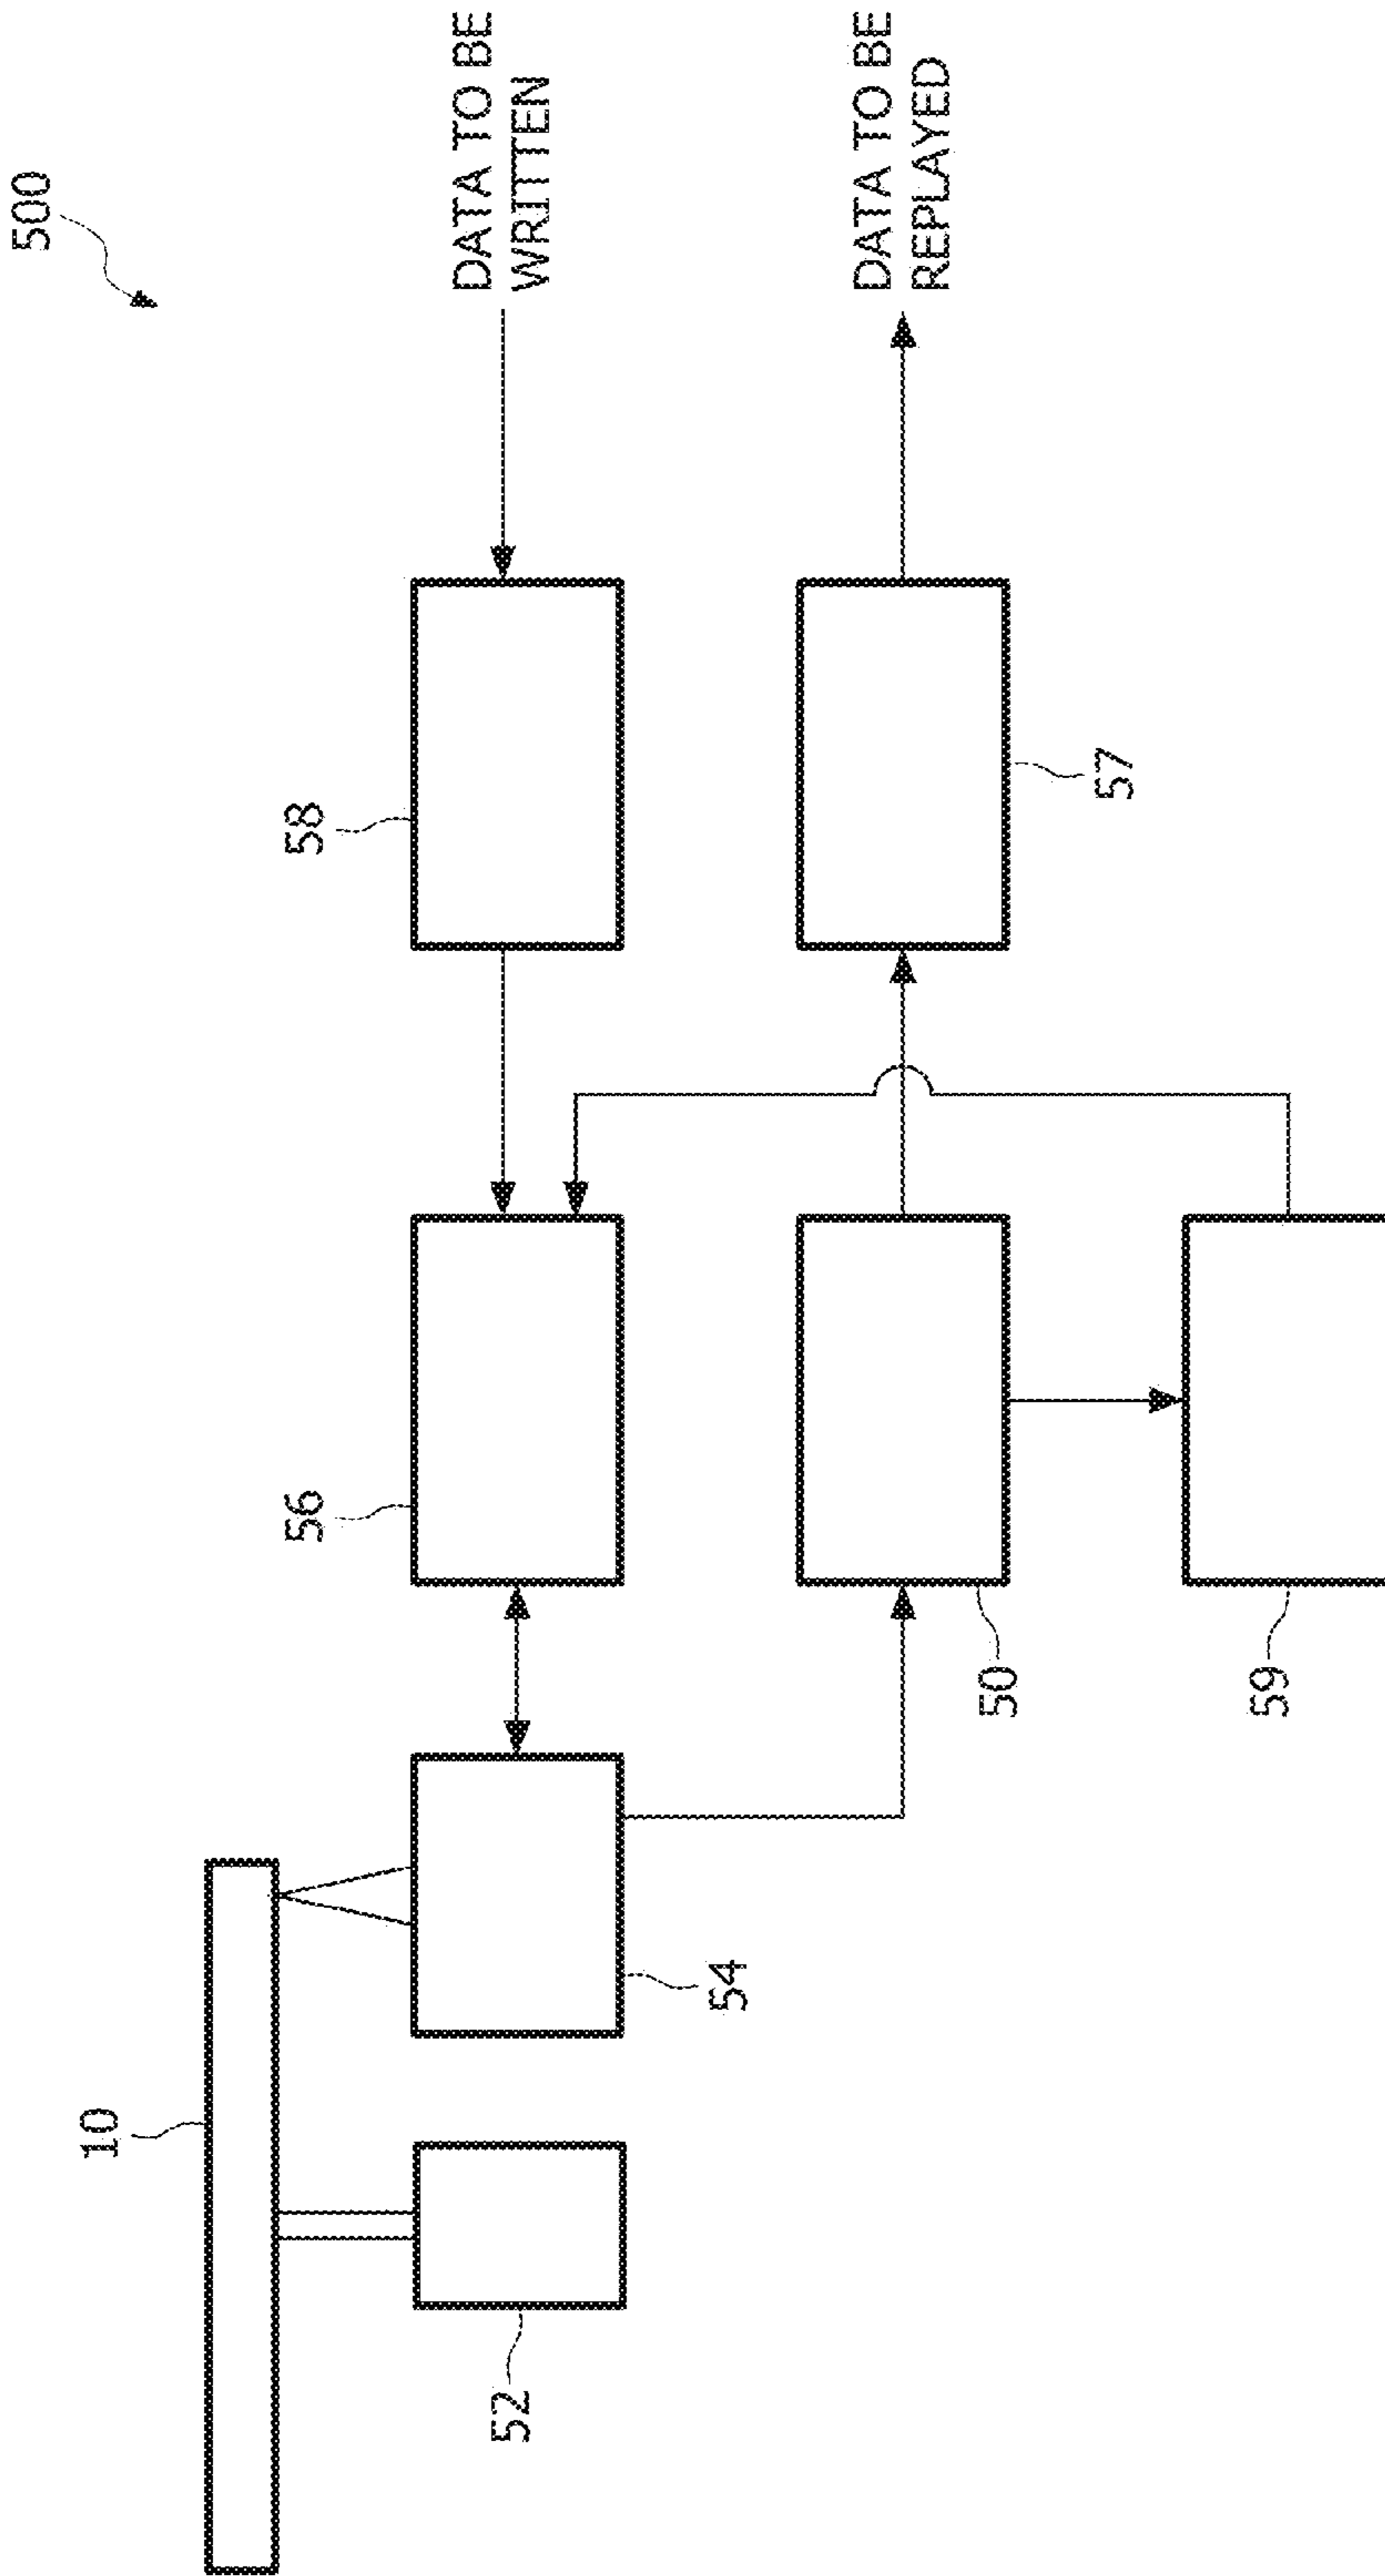 500
DATA TO BE
WRITTEN
DATA TO BE
REPLAYED
58
57
56
50
59
10
54
52